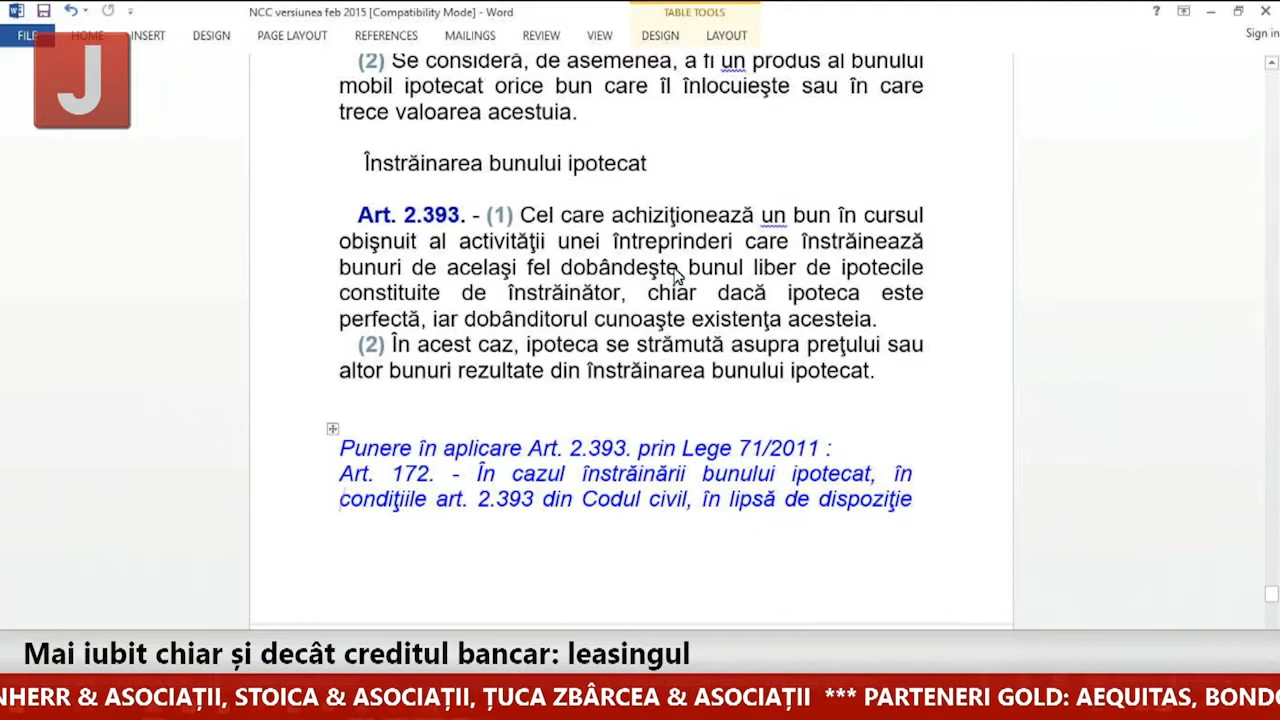 NCC versiunea feb 2015 [Compatibility Mode] - Word
TABLE TOOLS
?
FILE HOME INSERT DESIGN PAGE LAYOUT REFERENCES MAILINGS REVIEW VIEW DESIGN LAYOUT
Sign in
J
(2) Se consideră, de asemenea, a fi un produs al bunului
mobil ipotecat orice bun care îl înlocuieşte sau în care
trece valoarea acestuia.
Înstrăinarea bunului ipotecat
Art. 2.393. - (1) Cel care achiziţionează un bun în cursul
obişnuit al activităţii unei întreprinderi care înstrăinează
bunuri de acelaşi fel dobândeşte bunul liber de ipotecile
constituite de înstrăinător, chiar dacă ipoteca este
perfectă, iar dobânditorul cunoaşte existenţa acesteia.
(2) În acest caz, ipoteca se strămută asupra preţului sau
altor bunuri rezultate din înstrăinarea bunului ipotecat.
Punere în aplicare Art. 2.393. prin Lege 71/2011 :
Art. 172. - În cazul înstrăinării bunului ipotecat, în
condiţiile art. 2.393 din Codul civil, în lipsă de dispoziţie
Mai iubit chiar și decât creditul bancar: leasingul
NHERR & ASOCIAȚII, STOICA & ASOCIAȚII, ȚUCA ZBÂRCEA & ASOCIAȚII *** PARTENERI GOLD: AEQUITAS, BONDO